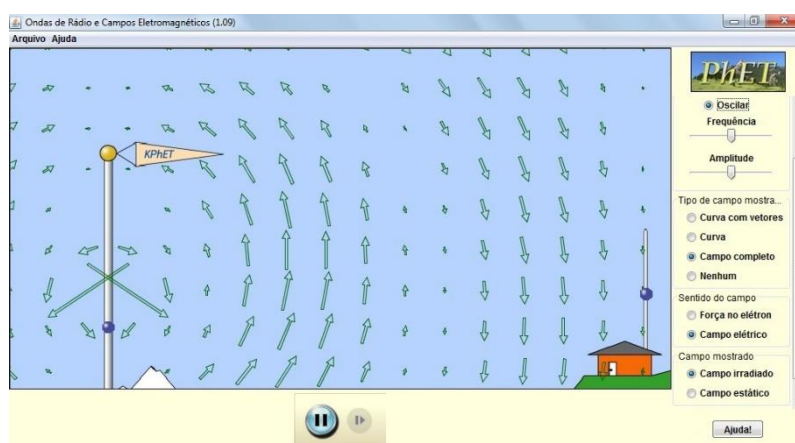 Ondas de Rádio e Campos Eletromagnéticos (1.09)
Arquivo Ajuda
KPhET
PhET
Oscilar
Frequência
Amplitude
Tipo de campo mostra...
Curva com vetores
Curva
Campo completo
Nenhum
Sentido do campo
Força no elétron
Campo elétrico
Campo mostrado
Campo irradiado
Campo estático
Ajuda!